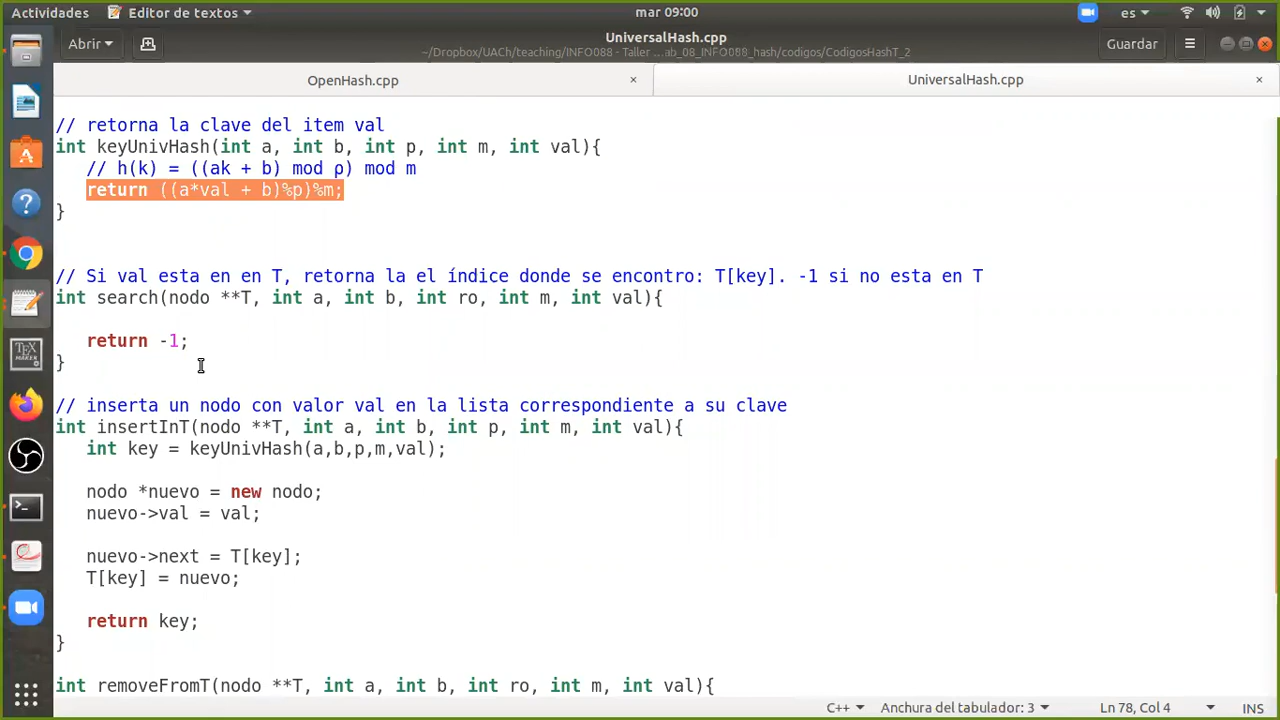 Actividades
Editor de textos
mar 09:00
es
Abrir
UniversalHash.cpp
~/Dropbox/UACh/teaching/INFO088 - Taller ...ab_08_INFO088_hash/codigos/CodigosHashT_2
Guardar
OpenHash.cpp
×
UniversalHash.cpp
×
// retorna la clave del item val
int keyUnivHash(int a, int b, int p, int m, int val){
// h(k) = ((ak + b) mod ρ) mod m
return ((a*val + b)%p)%m;
}
// Si val esta en en T, retorna la el índice donde se encontro: T[key]. -1 si no esta en T
int search(nodo **T, int a, int b, int ro, int m, int val){
return -1;
}
// inserta un nodo con valor val en la lista correspondiente a su clave
int insertInT(nodo **T, int a, int b, int p, int m, int val){
int key = keyUnivHash(a,b,p,m,val);
nodo *nuevo = new nodo;
nuevo->val = val;
nuevo->next = T[key];
T[key] = nuevo;
return key;
}
int removeFromT(nodo **T, int a, int b, int ro, int m, int val){
C++
Anchura del tabulador: 3
Ln 78, Col 4
INS